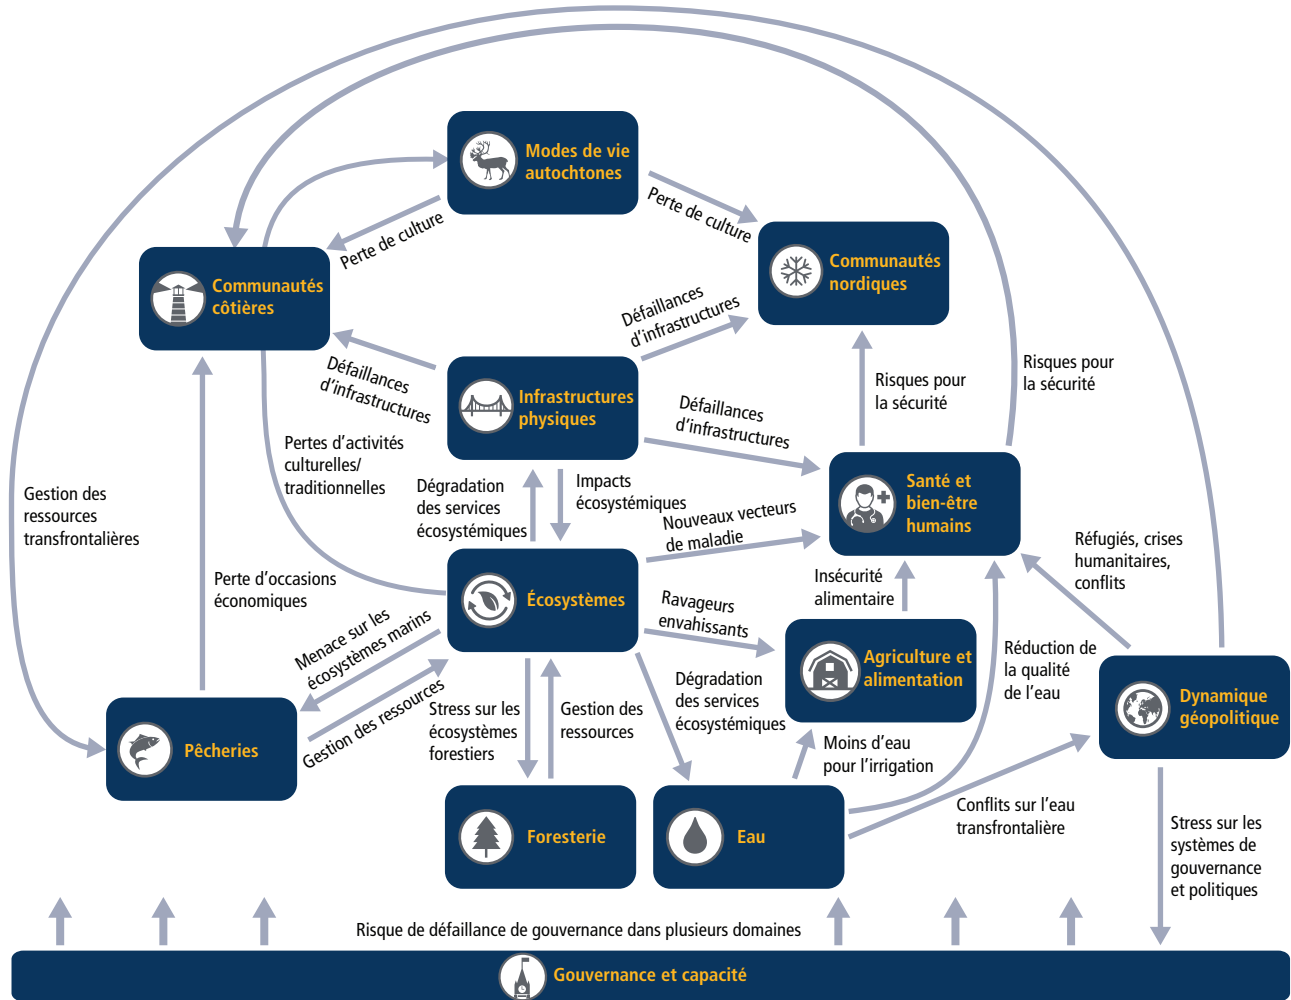 Modes de vie
autochtones
Perte de culture
Perte de culture
Communautés
côtières
Communautés
nordiques
Défaillances
d’infrastructures
Défaillances
d’infrastructures
Infrastructures
physiques
Risques pour
la sécurité
Risques pour
la sécurité
Défaillances
d’infrastructures
Pertes d’activités
culturelles/
traditionnelles
Dégradation
des services
écosystémiques
Impacts
écosystémiques
Santé et
bien-être
humains
Gestion des
ressources
transfrontalières
Nouveaux vecteurs
de maladie
Réfugiés, crises
humanitaires,
conflits
Perte d’occasions
économiques
Écosystèmes
Insécurité
alimentaire
Ravageurs
envahissants
Menace sur les
écosystèmes marins
Agriculture et
alimentation
Réduction de
la qualité
de l’eau
Dégradation
des services
écosystémiques
Dynamique
géopolitique
Pêcheries
Gestion des ressources
Stress sur les
écosystèmes
forestiers
Gestion des
ressources
Moins d’eau
pour l’irrigation
Foresterie
Eau
Conflits sur l’eau
transfrontalière
Stress sur les
systèmes de
gouvernance
et politiques
Risque de défaillance de gouvernance dans plusieurs domaines
Gouvernance et capacité